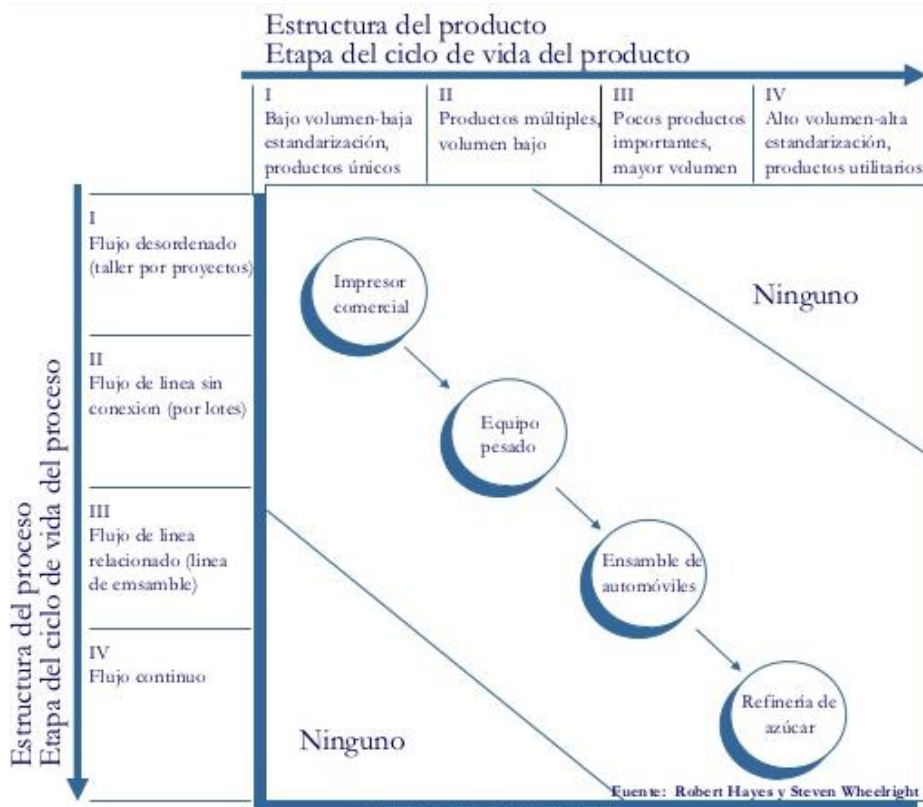 Estructura del producto
Etapa del ciclo de vida del producto
I
Bajo volumen-baja
estandarización,
productos únicos
II
Productos múltiples,
volumen bajo
III
Pocos productos
importantes,
mayor volumen
IV
Alto volumen-alta
estandarización,
productos utilitarios
Estructura del proceso
Etapa del ciclo de vida del proceso
I
Flujo desordenado
(taller por proyectos)
II
Flujo de linea sin
conexion (por lotes)
III
Flujo de linea
relacionado (linea
de emsamble)
IV
Flujo continuo
Impresor
comercial
Ninguno
Equipo
pesado
Ensamble de
automóviles
Refinería de
azúcar
Ninguno
Fuente: Robert Hayes y Steven Wheelright